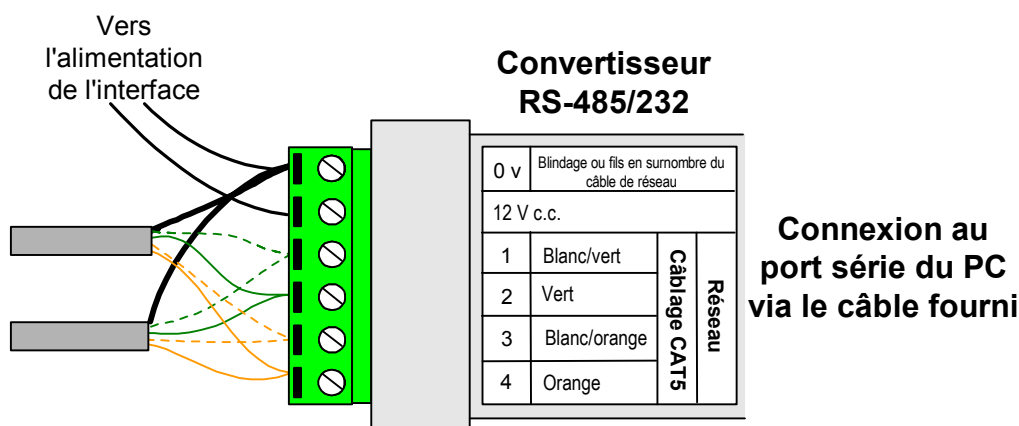 Vers
l'alimentation
de l'interface
Convertisseur
RS-485/232
0 v
Blindage ou fils en surnombre du
câble de réseau
12 V c.c.
1 Blanc/vert
2 Vert
3 Blanc/orange
4 Orange
Câblage CAT5
Réseau
Connexion au
port série du PC
via le câble fourni